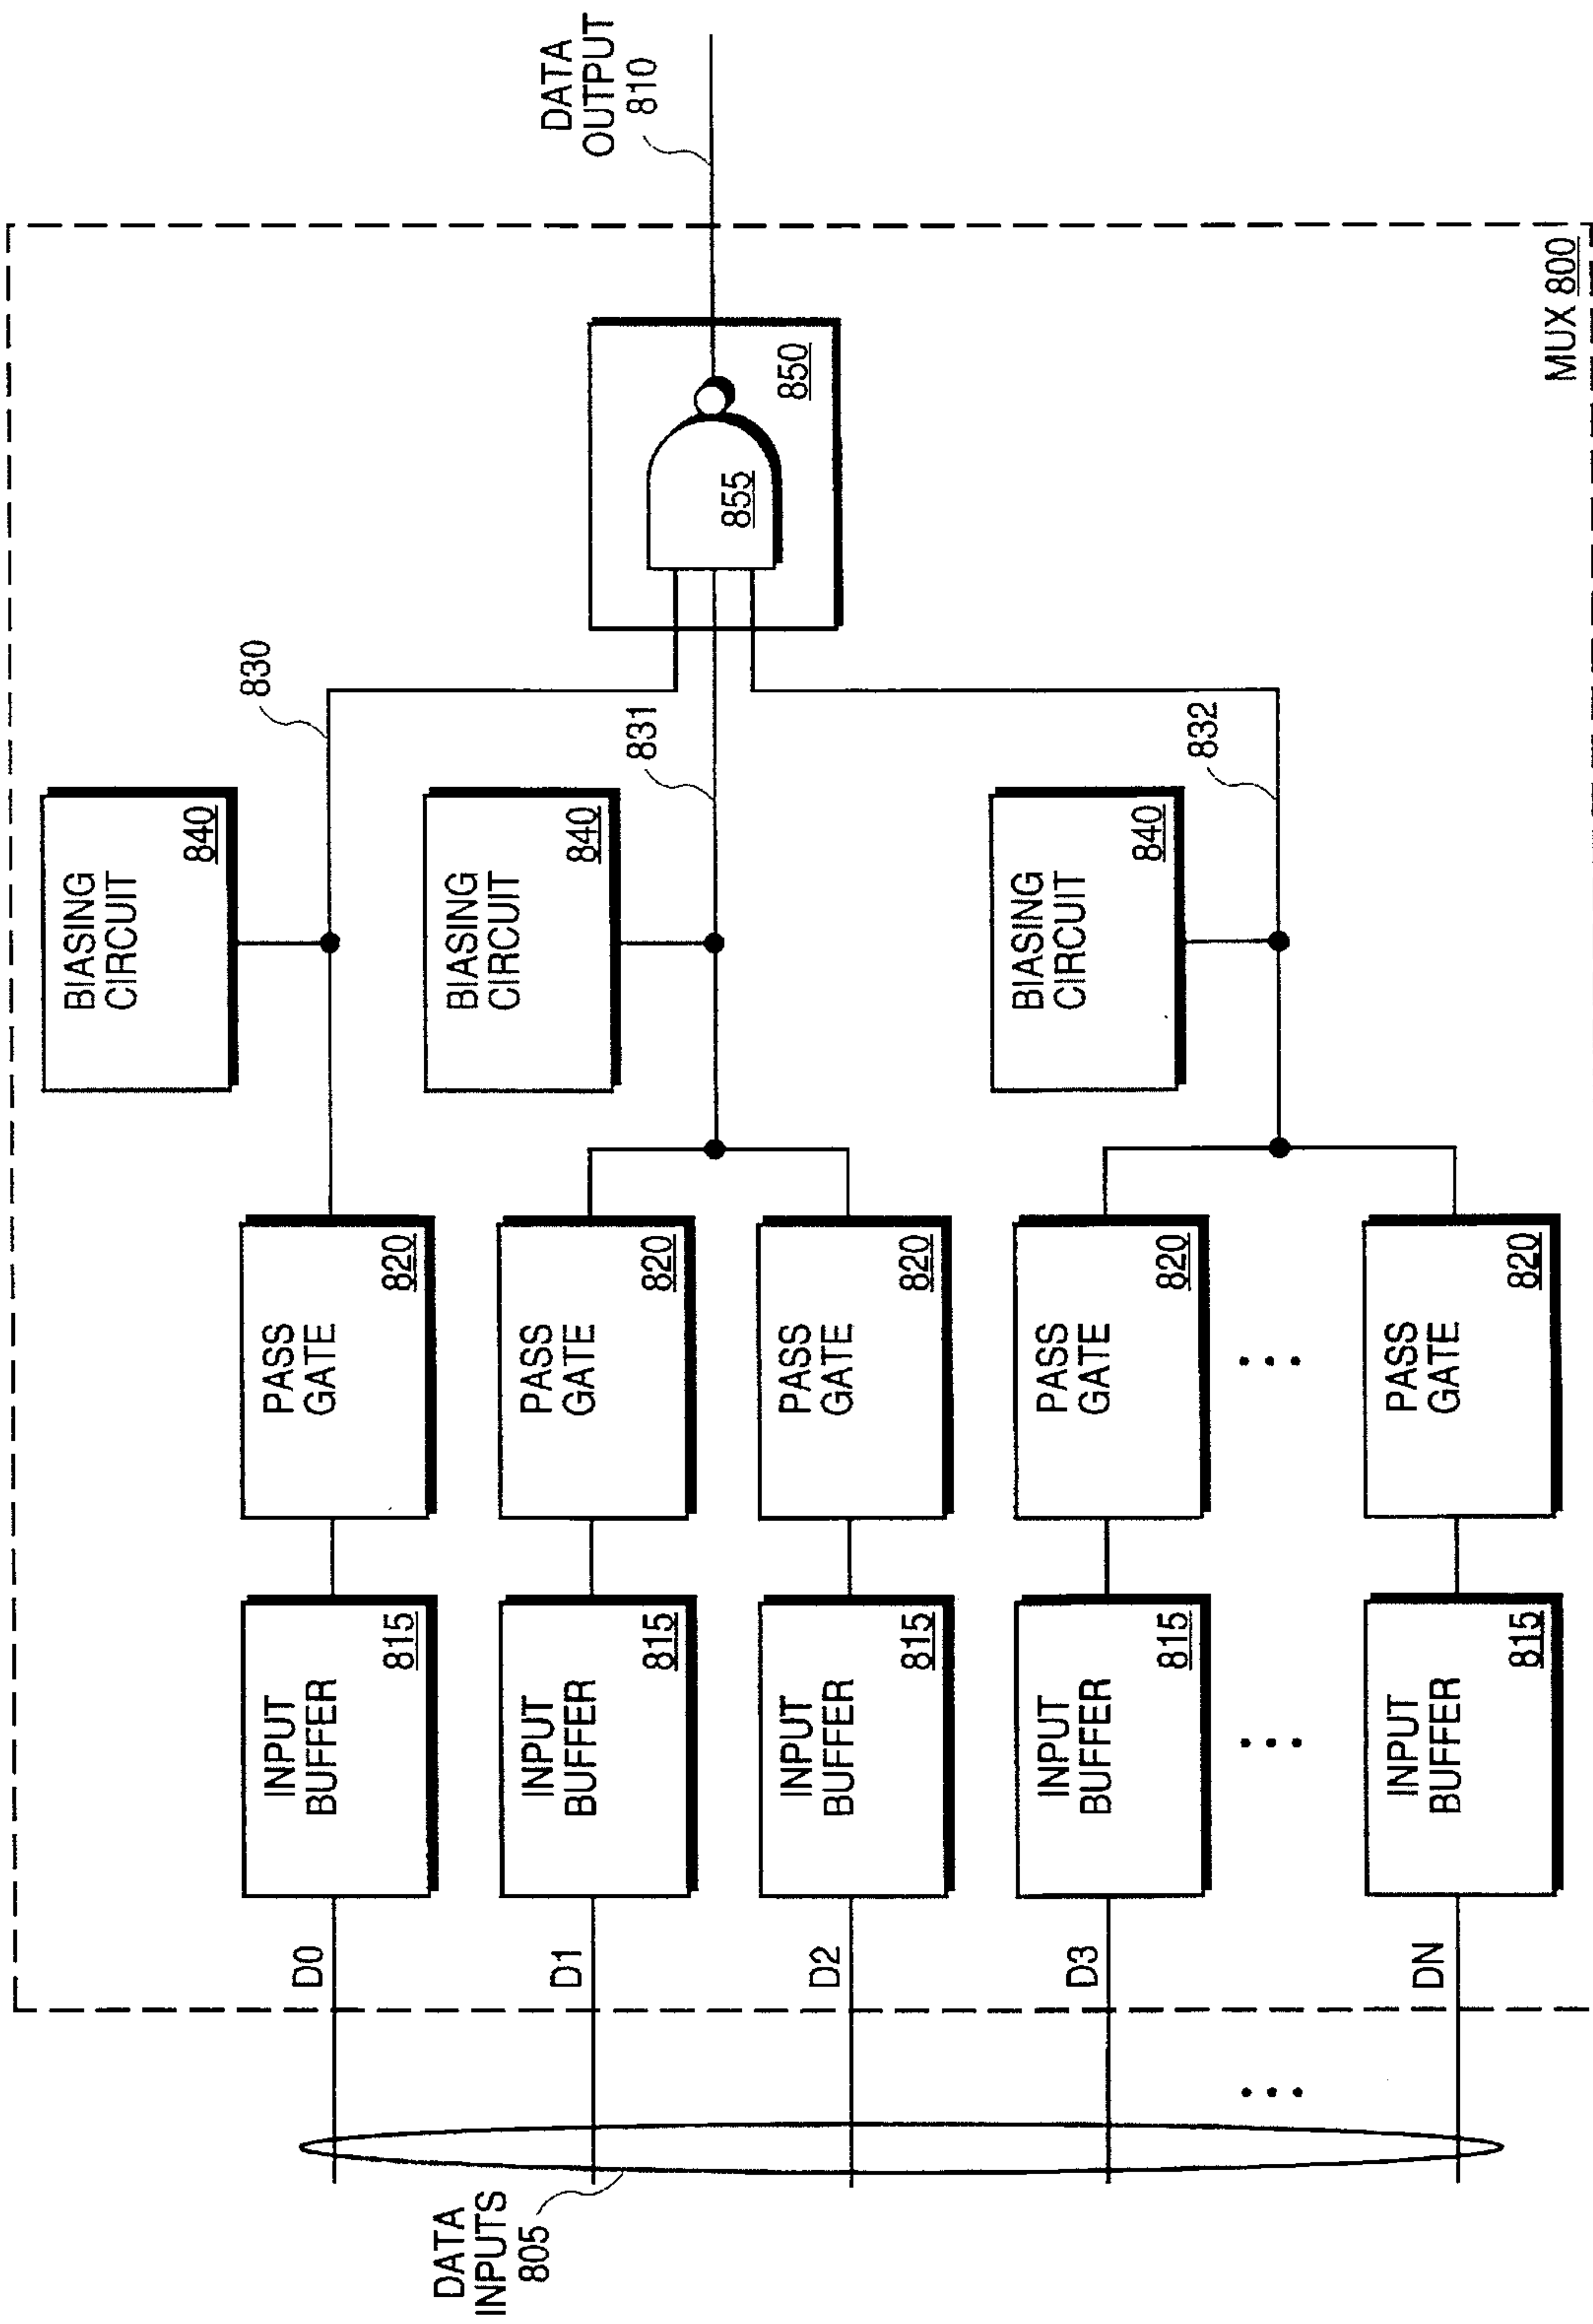 DATA
INPUTS
805
D0
D1
D2
D3
DN
...
INPUT
BUFFER
815
INPUT
BUFFER
815
INPUT
BUFFER
815
INPUT
BUFFER
815
...
INPUT
BUFFER
815
PASS
GATE
820
PASS
GATE
820
PASS
GATE
820
PASS
GATE
820
...
PASS
GATE
820
BIASING
CIRCUIT
840
BIASING
CIRCUIT
840
BIASING
CIRCUIT
840
830
831
832
855
850
DATA
OUTPUT
810
MUX 800